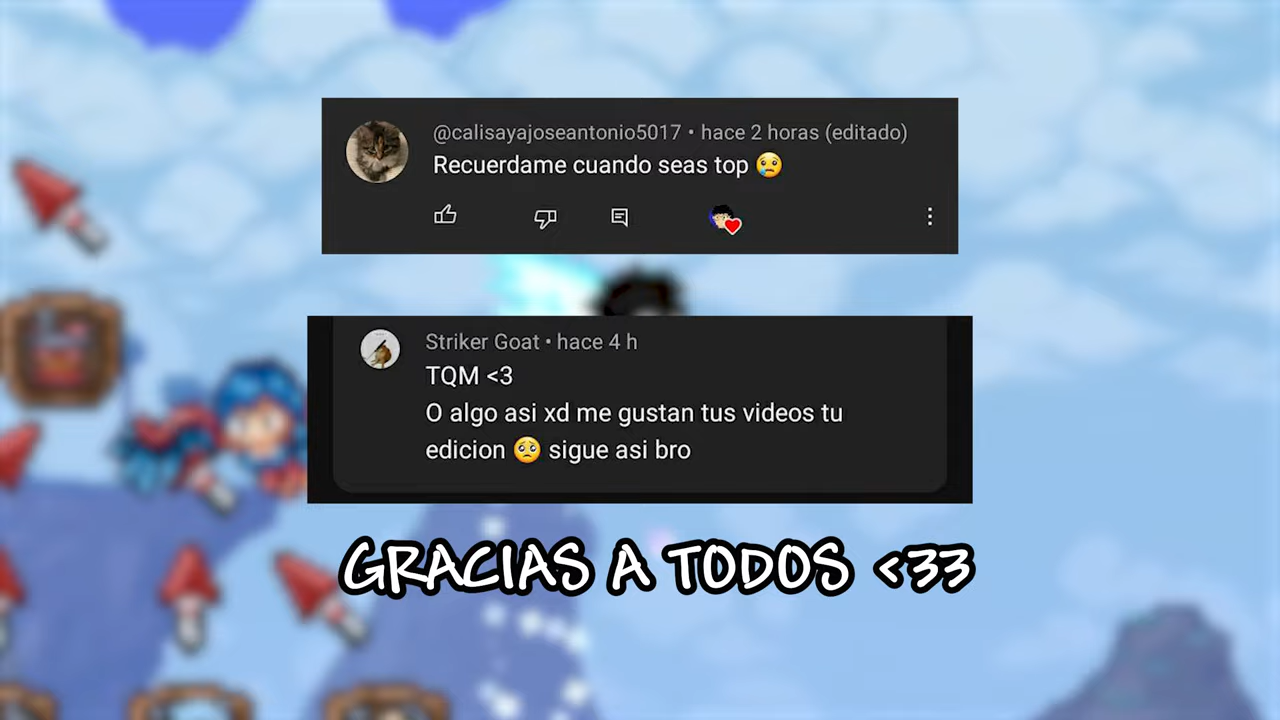 @calisayajoseantonio5017 • hace 2 horas (editado)
Recuerdame cuando seas top 😢
Striker Goat • hace 4 h
TQM <3
O algo asi xd me gustan tus videos tu
edicion 🥺 sigue asi bro
GRACIAS A TODOS <33